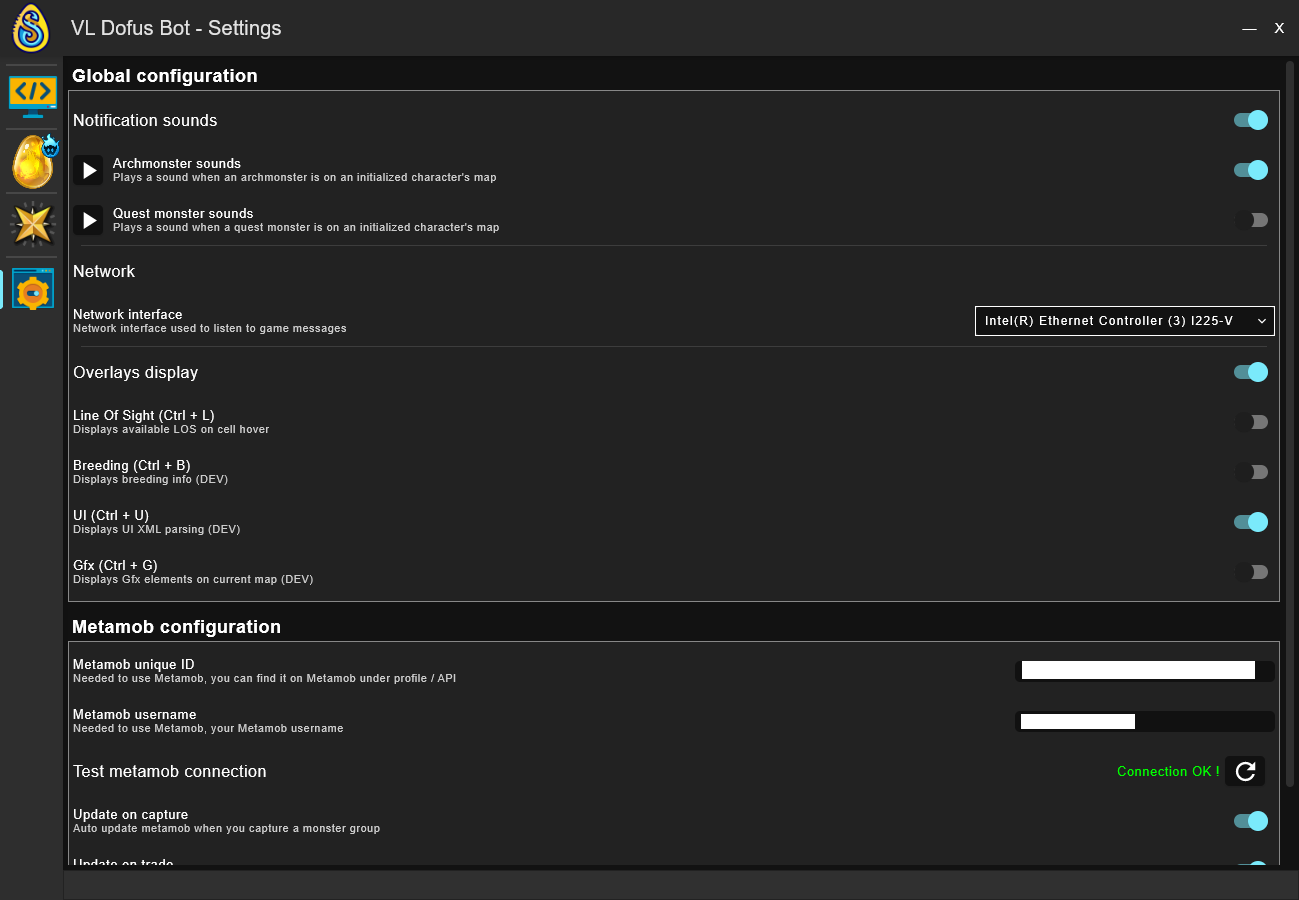 VL Dofus Bot - Settings
— X
Global configuration
Notification sounds
Archmonster sounds
Plays a sound when an archmonster is on an initialized character's map
Quest monster sounds
Plays a sound when a quest monster is on an initialized character's map
Network
Network interface
Network interface used to listen to game messages
Intel(R) Ethernet Controller (3) I225-V
Overlays display
Line Of Sight (Ctrl + L)
Displays available LOS on cell hover
Breeding (Ctrl + B)
Displays breeding info (DEV)
UI (Ctrl + U)
Displays UI XML parsing (DEV)
Gfx (Ctrl + G)
Displays Gfx elements on current map (DEV)
Metamob configuration
Metamob unique ID
Needed to use Metamob, you can find it on Metamob under profile / API
Metamob username
Needed to use Metamob, your Metamob username
Test metamob connection
Connection OK !
Update on capture
Auto update metamob when you capture a monster group
Update on trade